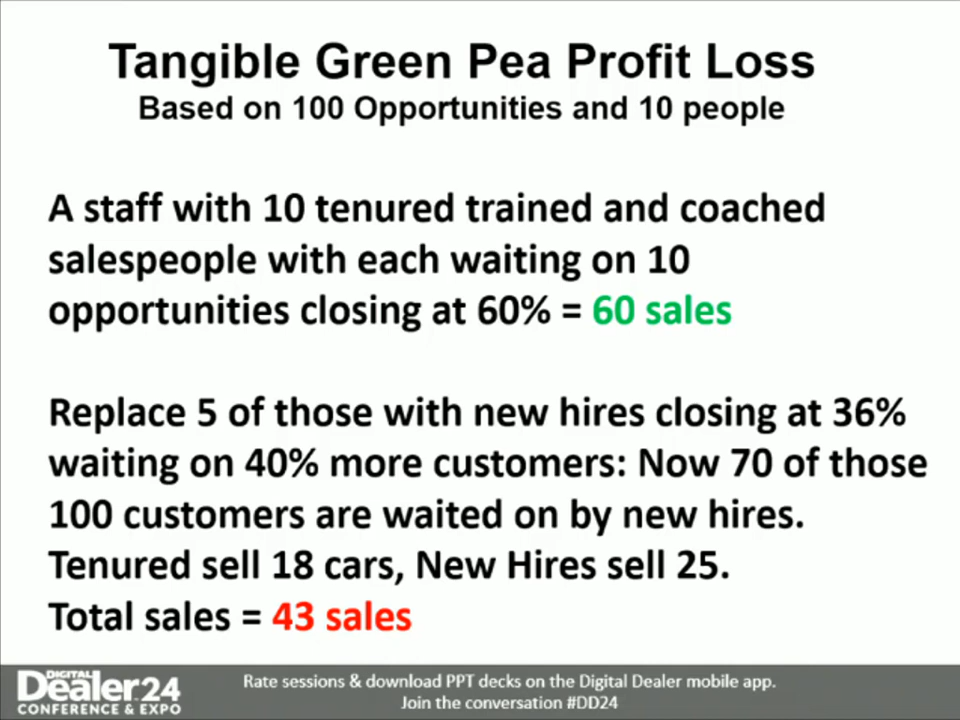 Tangible Green Pea Profit Loss
Based on 100 Opportunities and 10 people
A staff with 10 tenured trained and coached
salespeople with each waiting on 10
opportunities closing at 60% = 60 sales
Replace 5 of those with new hires closing at 36%
waiting on 40% more customers: Now 70 of those
100 customers are waited on by new hires.
Tenured sell 18 cars, New Hires sell 25.
Total sales = 43 sales
DIGITAL
Dealer 24
CONFERENCE & EXPO
Rate sessions & download PPT decks on the Digital Dealer mobile app.
Join the conversation #DD24